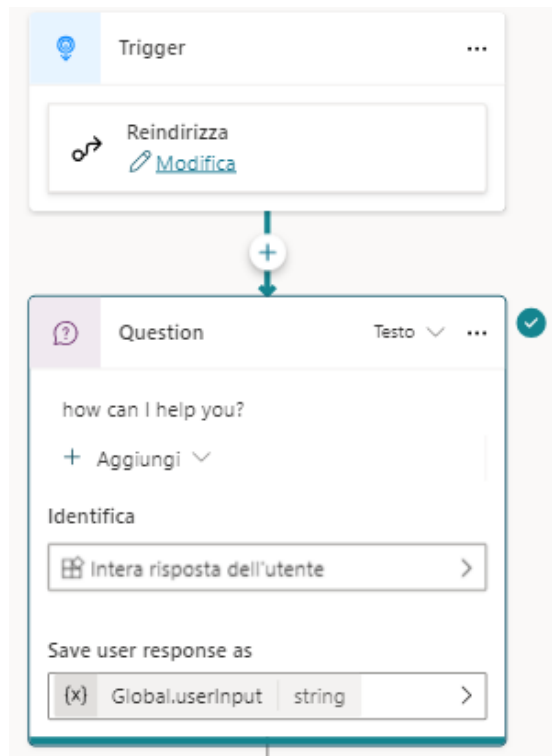 Trigger
Reindirizza
Modifica
Question Testo
how can I help you?
+ Aggiungi
Identifica
Intera risposta dell'utente
Save user response as
{x} Global.userInput string